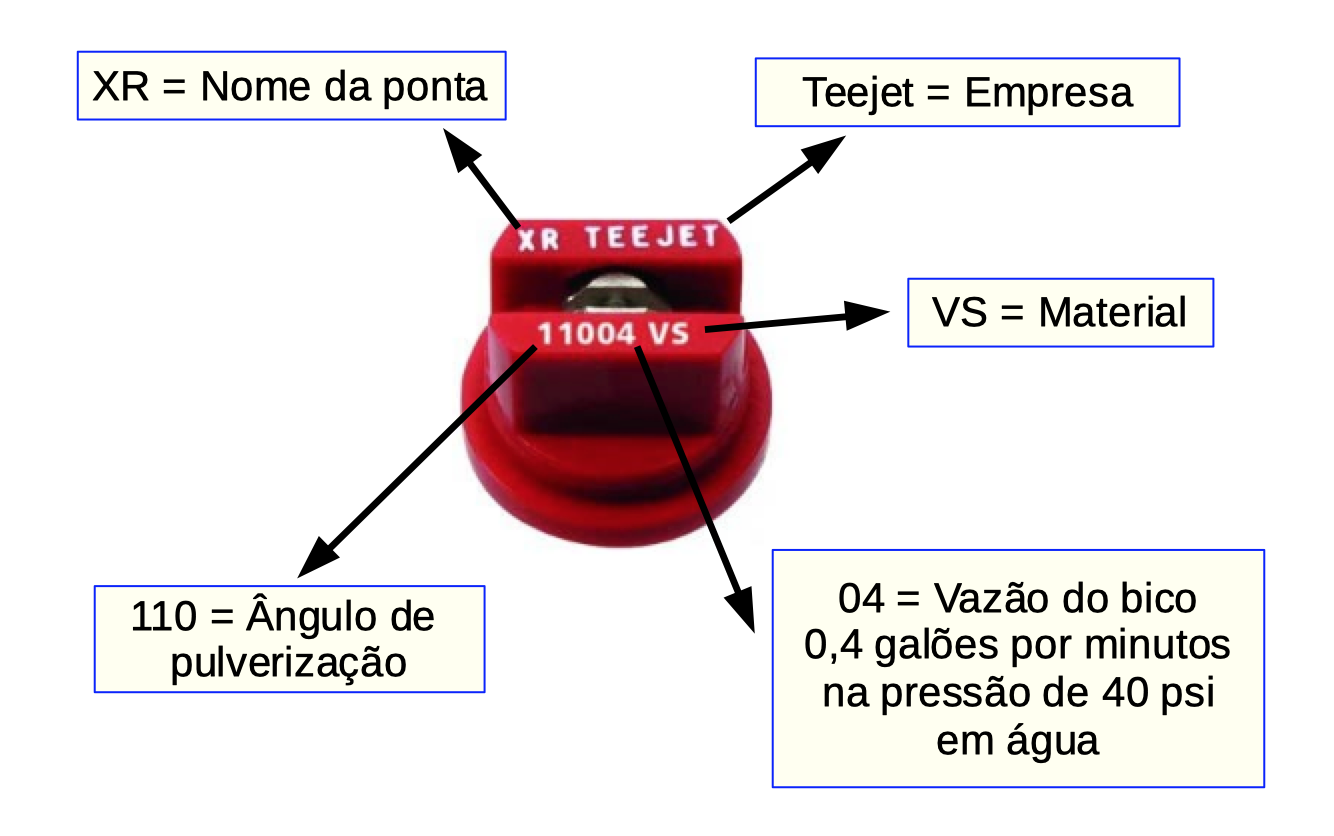 XR = Nome da ponta
Teejet = Empresa
XR TEEJET
11004 VS
VS = Material
110 = Ângulo de
pulverização
04 = Vazão do bico
0,4 galões por minutos
na pressão de 40 psi
em água